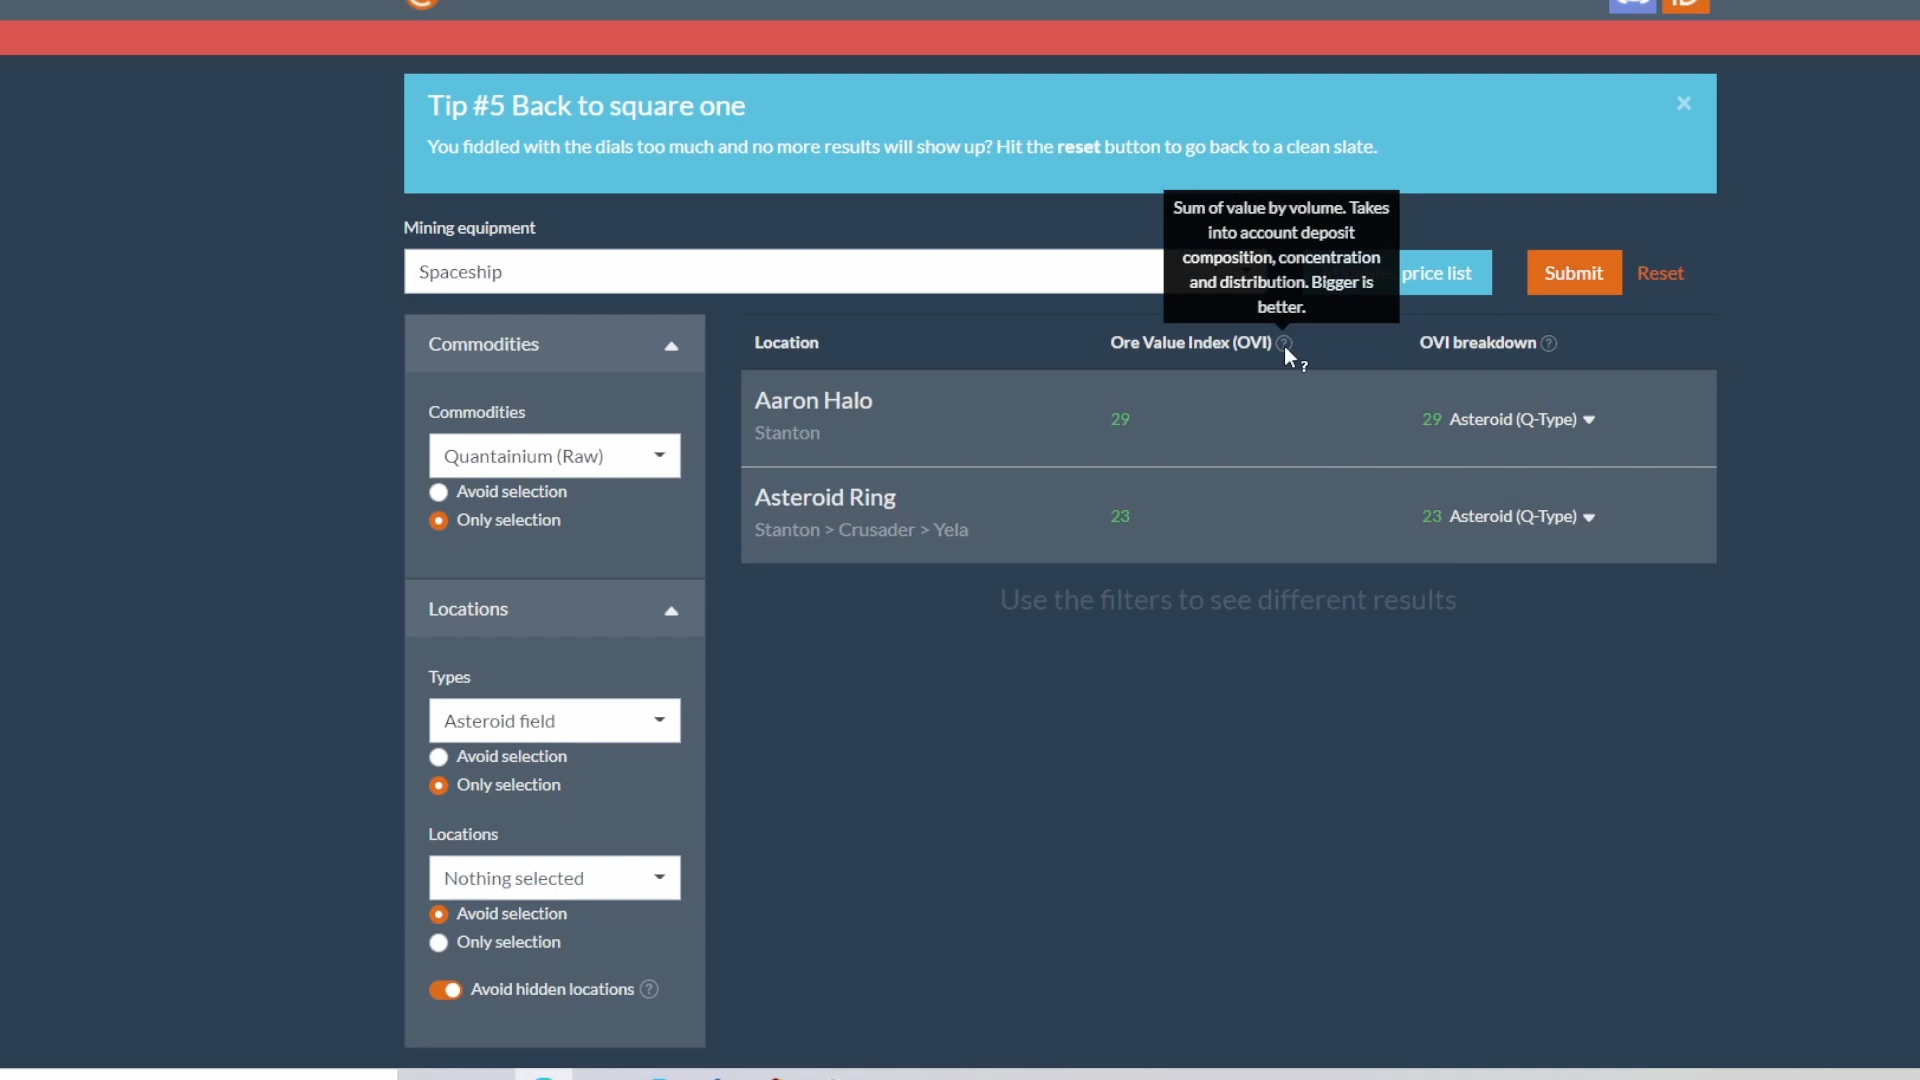 Tip #5 Back to square one
You fiddled with the dials too much and no more results will show up? Hit the reset button to go back to a clean slate.
Sum of value by volume. Takes
into account deposit
composition, concentration
and distribution. Bigger is
better.
Mining equipment
Spaceship
price list
Submit
Reset
Commodities
Commodities
Quantainium (Raw)
Avoid selection
Only selection
Locations
Types
Asteroid field
Avoid selection
Only selection
Locations
Nothing selected
Avoid selection
Only selection
Avoid hidden locations ?
Location
Ore Value Index (OVI) ?
OVI breakdown ?
Aaron Halo
Stanton
29
29 Asteroid (Q-Type)
Asteroid Ring
Stanton > Crusader > Yela
23
23 Asteroid (Q-Type)
Use the filters to see different results